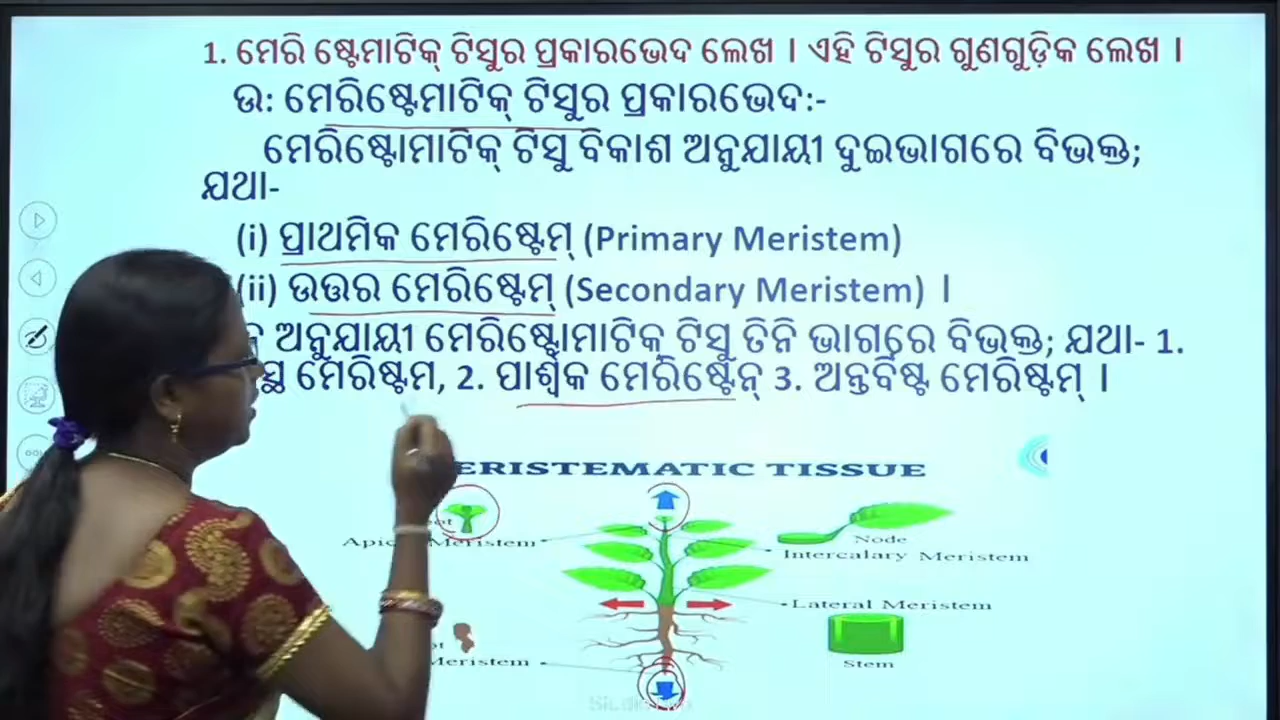 1. ମେରି ଷ୍ଟେମାଟିକ୍ ଟିସୁର ପ୍ରକାରଭେଦ ଲେଖ । ଏହି ଟିସୁର ଗୁଣଗୁଡ଼ିକ ଲେଖ ।
ଉ: ମେରିଷ୍ଟେମାଟିକ୍ ଟିସୁର ପ୍ରକାରଭେଦ:-
ମେରିଷ୍ଟୋମାଟିକ୍ ଟିସୁ ବିକାଶ ଅନୁଯାୟୀ ଦୁଇଭାଗରେ ବିଭକ୍ତ;
ଯଥା-
(i) ପ୍ରାଥମିକ ମେରିଷ୍ଟେମ୍ (Primary Meristem)
(ii) ଉତ୍ତର ମେରିଷ୍ଟେମ୍ (Secondary Meristem) ।
ଅନୁଯାୟୀ ମେରିଷ୍ଟୋମାଟିକ୍ ଟିସୁ ତିନି ଭାଗରେ ବିଭକ୍ତ; ଯଥା- 1.
ମେରିଷ୍ଟମ, 2. ପାର୍ଶ୍ଵିକ ମେରିଷ୍ଟେନ୍ 3. ଅନ୍ତର୍ବିଷ୍ଟ ମେରିଷ୍ଟମ୍ ।
ERISTEMATIC TISSUE
Meristem
Node
Intercalary Meristem
Lateral Meristem
Meristem
Stem